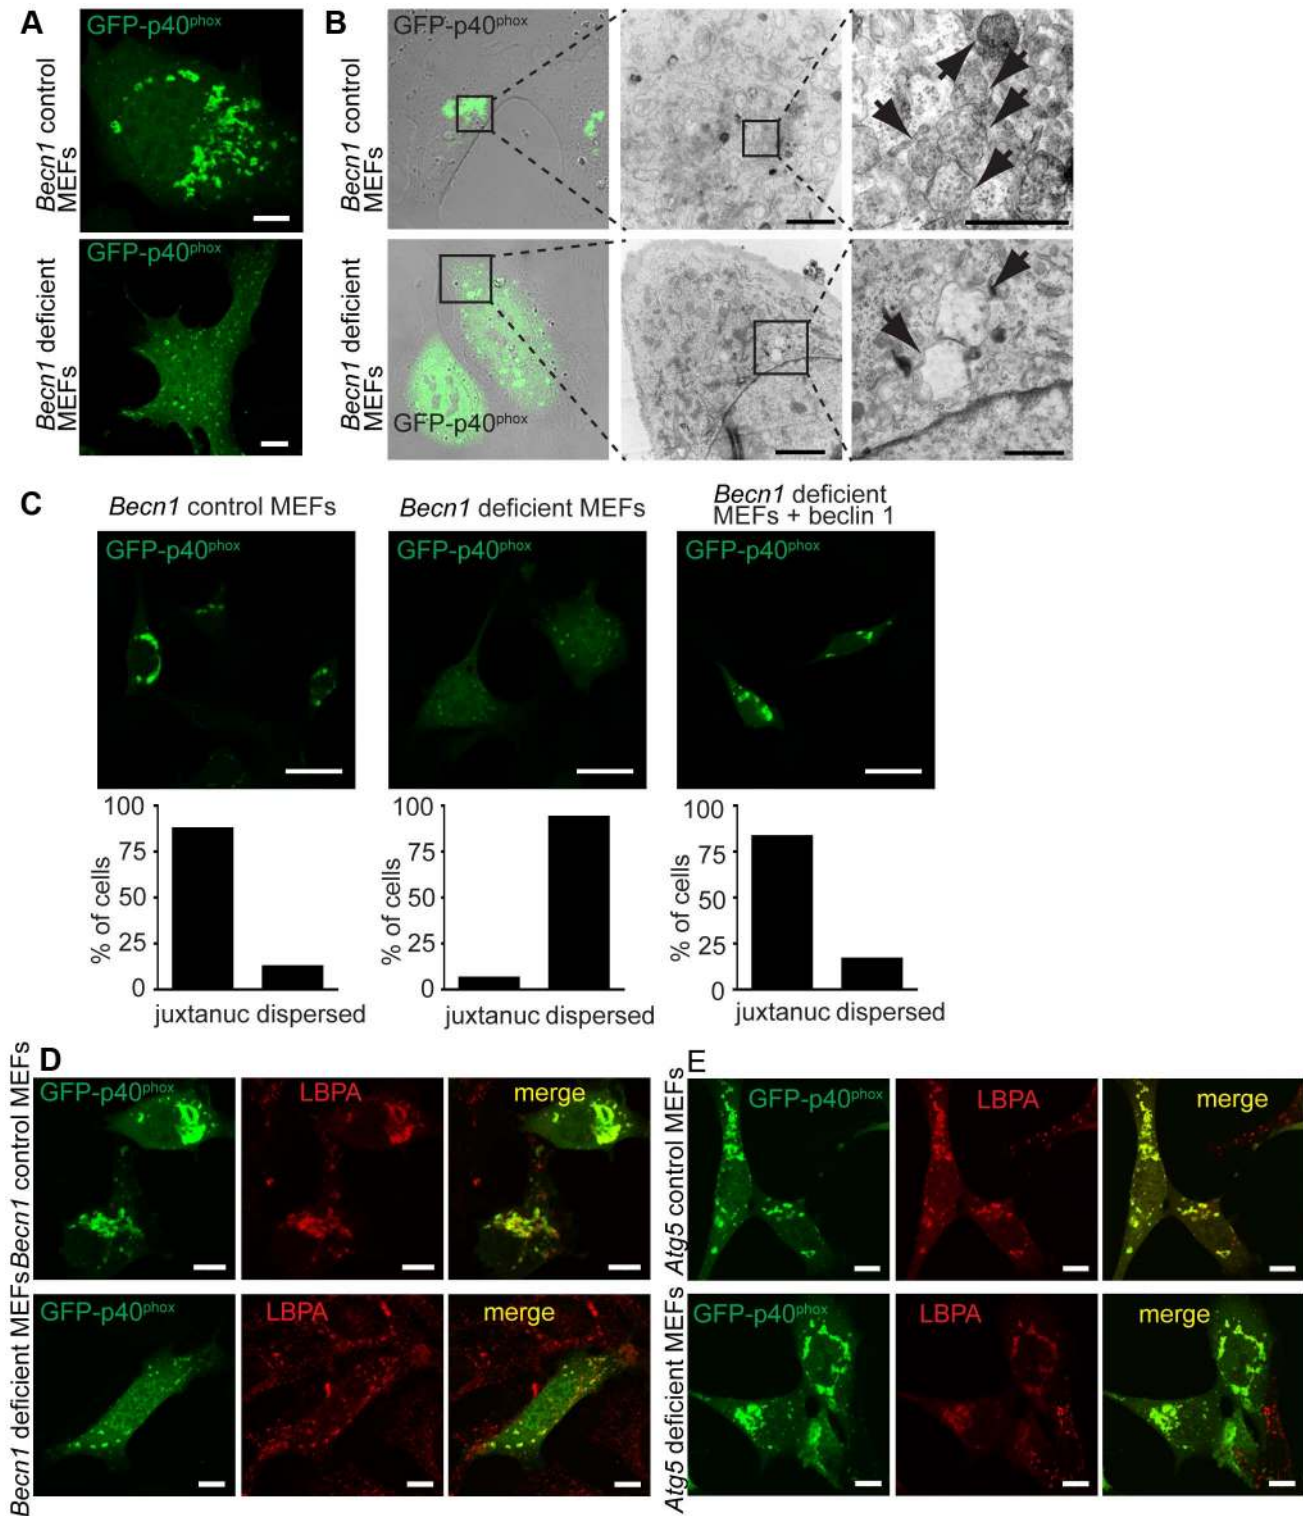 A
GFP-p40phox
Becn1 control
MEFs
GFP-p40phox
Becn1 deficient
MEFs
B
GFP-p40phox
Becn1 control
MEFs
Becn1 deficient
MEFs
GFP-p40phox
C
Becn1 control MEFs
GFP-p40phox
Becn1 deficient MEFs
GFP-p40phox
Becn1 deficient
MEFs + beclin 1
GFP-p40phox
% of cells
100
75
50
25
0
juxtanuc dispersed
% of cells
100
75
50
25
0
juxtanuc dispersed
% of cells
100
75
50
25
0
juxtanuc dispersed
D
Becn1 control MEFs
GFP-p40phox
LBPA
merge
Becn1 deficient MEFs
GFP-p40phox
LBPA
merge
E
Atg5 control MEFs
GFP-p40phox
LBPA
merge
Atg5 deficient MEFs
GFP-p40phox
LBPA
merge